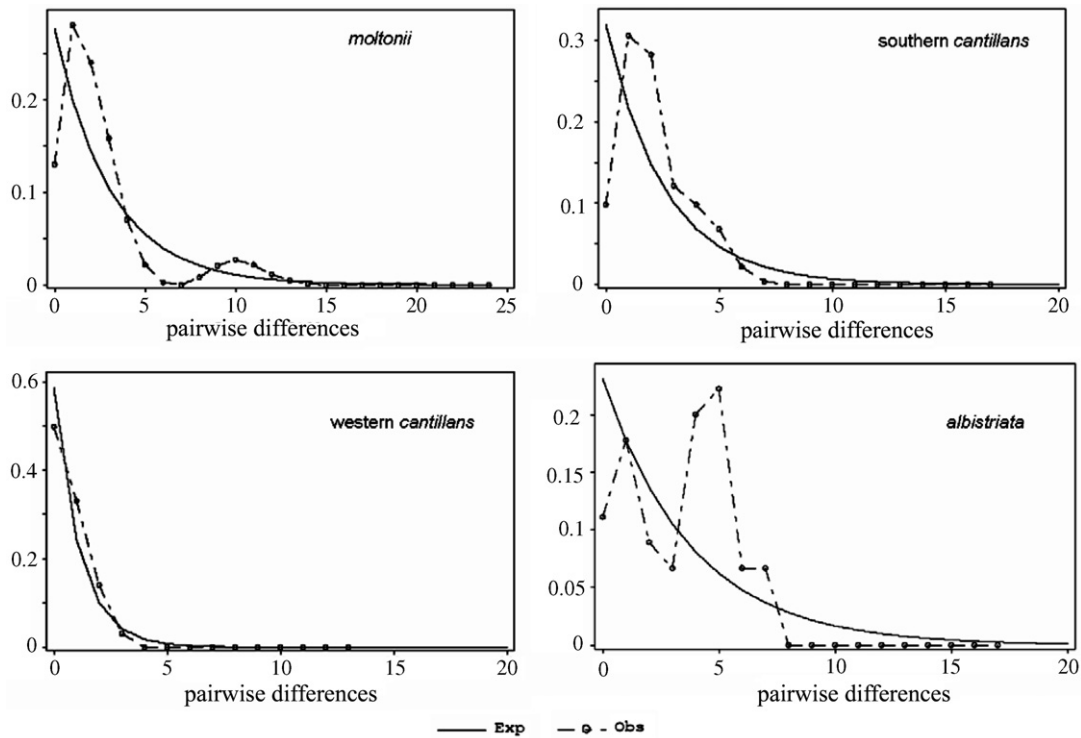 moltonii
0.2
0.1
0
0 5 10 15 20 25
pairwise differences
southern cantillans
0.3
0.2
0.1
0
0 5 10 15 20
pairwise differences
western cantillans
0.6
0.4
0.2
0
0 5 10 15 20
pairwise differences
albistriata
0.2
0.15
0.1
0.05
0
0 5 10 15 20
pairwise differences
Exp Obs